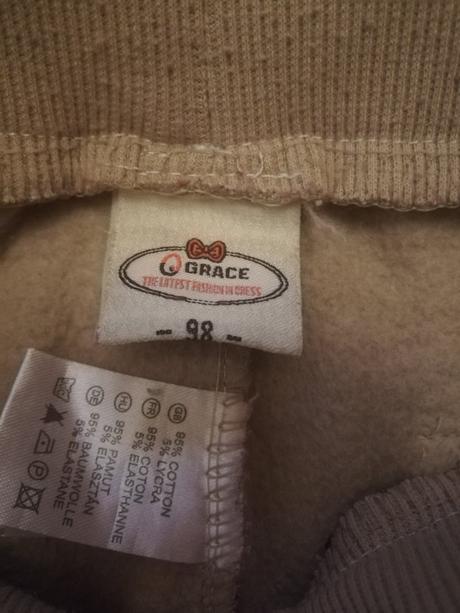 GRACE
THE LATEST FASHION IN DRESS
98
GB 95% COTTON
5% LYCRA
FR 95% COTON
5% ELASTHANNE
HU 95% PAMUT
5% ELASZTÁN
DE 95% BAUMWOLLE
5% ELASTANE
P